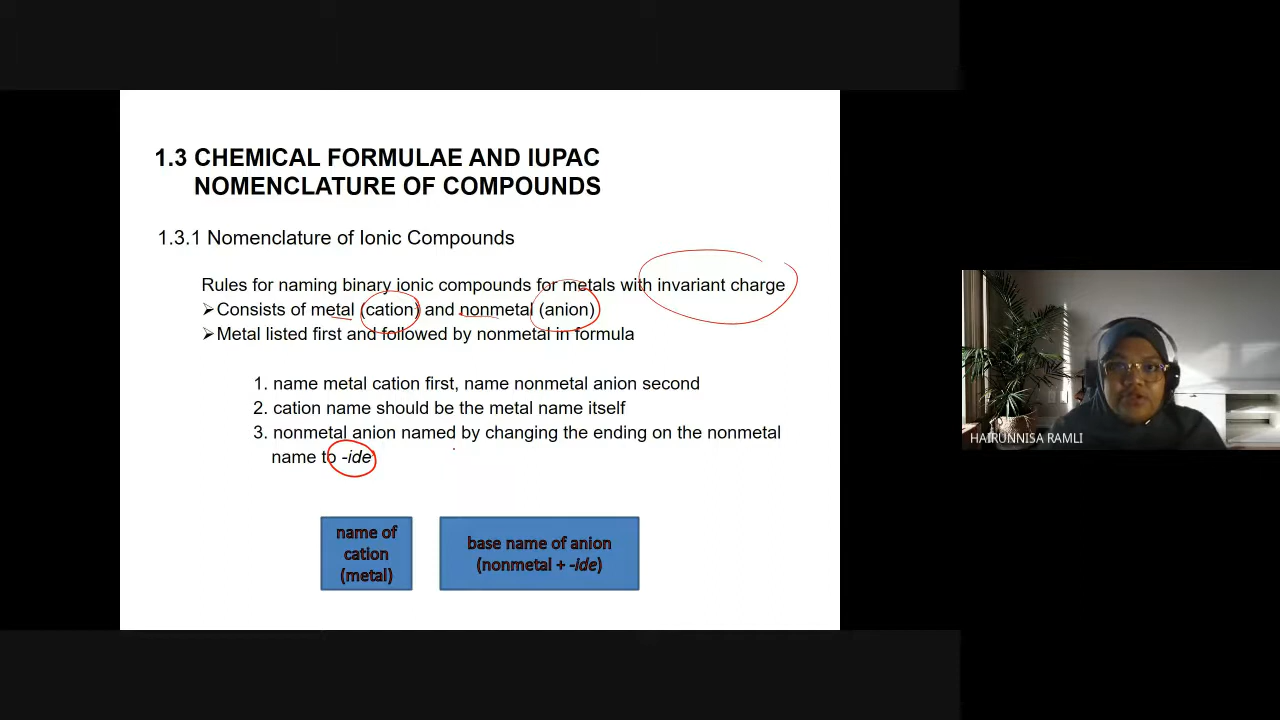 1.3 CHEMICAL FORMULAE AND IUPAC
NOMENCLATURE OF COMPOUNDS
1.3.1 Nomenclature of Ionic Compounds
Rules for naming binary ionic compounds for metals with invariant charge
➢Consists of metal (cation) and nonmetal (anion)
➢Metal listed first and followed by nonmetal in formula
1. name metal cation first, name nonmetal anion second
2. cation name should be the metal name itself
3. nonmetal anion named by changing the ending on the nonmetal
name to -ide
name of
cation
(metal)
base name of anion
(nonmetal + -ide)
HAIRUNNISA RAMLI